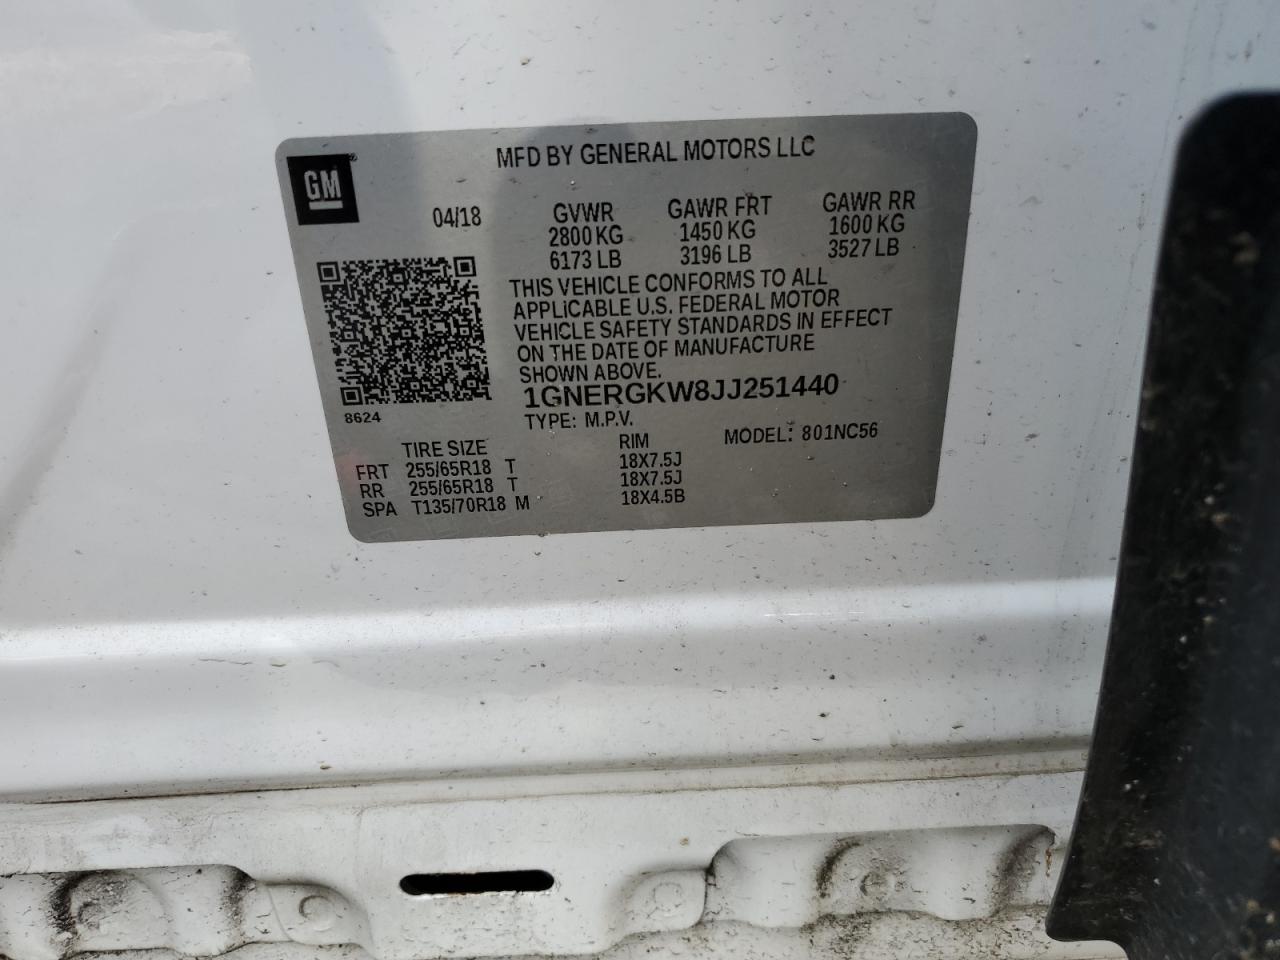 MFD BY GENERAL MOTORS LLC
GM
04/18
GVWR GAWR FRT GAWR RR
2800 KG 1450 KG 1600 KG
6173 LB 3196 LB 3527 LB
THIS VEHICLE CONFORMS TO ALL
APPLICABLE U.S. FEDERAL MOTOR
VEHICLE SAFETY STANDARDS IN EFFECT
ON THE DATE OF MANUFACTURE
SHOWN ABOVE.
1GNERGKW8JJ251440
8624
TYPE: M.P.V. MODEL: 801NC56
TIRE SIZE RIM
FRT 255/65R18 T 18X7.5J
RR 255/65R18 T 18X7.5J
SPA T135/70R18 M 18X4.5B